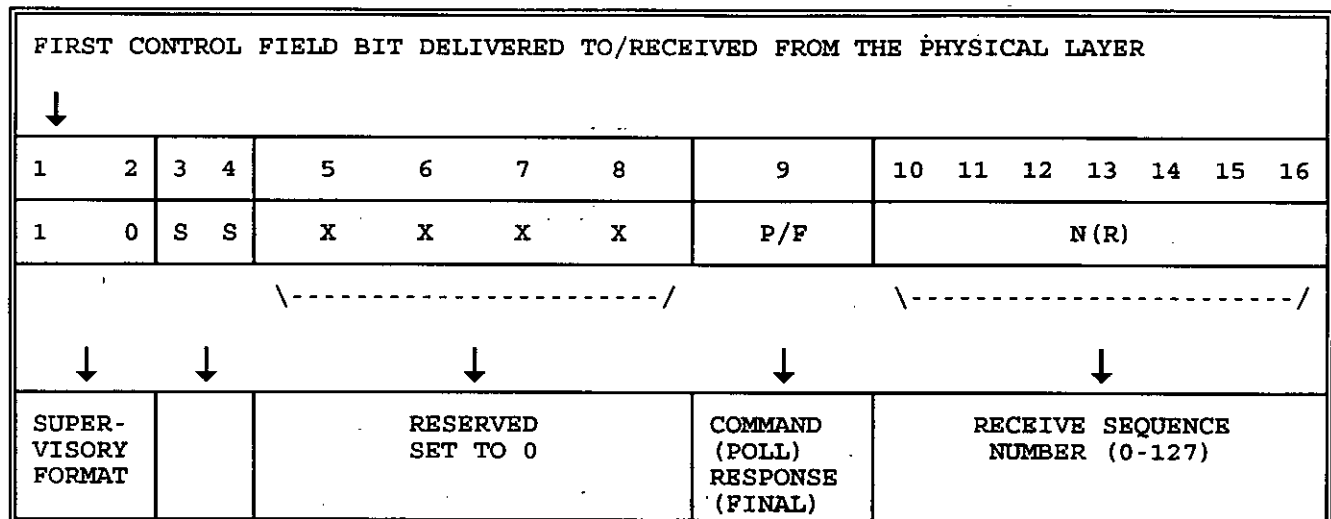 FIRST CONTROL FIELD BIT DELIVERED TO/RECEIVED FROM THE PHYSICAL LAYER
1 2 3 4 5 6 7 8 9 10 11 12 13 14 15 16
1 0 S S X X X X P/F N(R)
\-----------------------/ \-------------------------/
SUPER- RESERVED COMMAND RECEIVE SEQUENCE
VISORY SET TO 0 (POLL) NUMBER (0-127)
FORMAT RESPONSE
(FINAL)